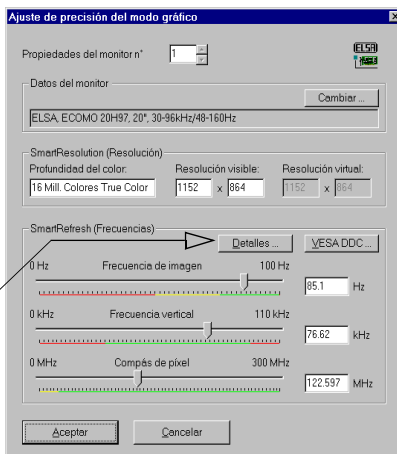 Ajuste de precisión del modo gráfico
Propiedades del monitor n° 1
ELSA
Datos del monitor
Cambiar ...
ELSA, ECOMO 20H97, 20", 30-96kHz/48-160Hz
SmartResolution (Resolución)
Profundidad del color: Resolución visible: Resolución virtual:
16 Mill. Colores True Color 1152 x 864 1152 x 864
SmartRefresh (Frecuencias)
Detalles ... VESA DDC ...
0 Hz Frecuencia de imagen 100 Hz
85.1 Hz
0 kHz Frecuencia vertical 110 kHz
76.62 kHz
0 MHz Compás de píxel 300 MHz
122.597 MHz
Aceptar Cancelar